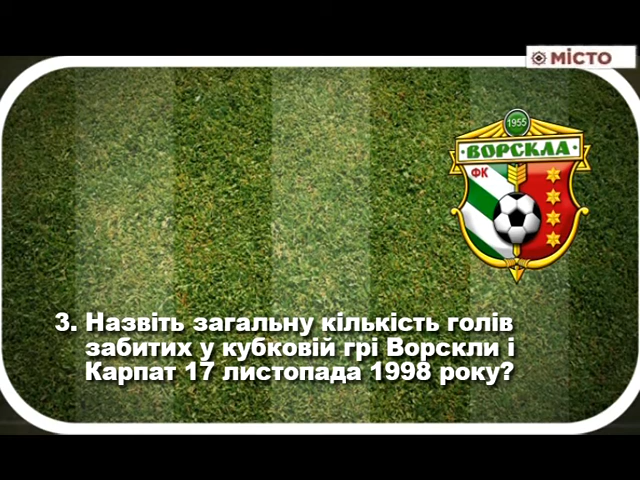 МІСТО
1955
ВОРСКЛА
ФК
3. Назвіть загальну кількість голів
забитих у кубковій грі Ворскли і
Карпат 17 листопада 1998 року?